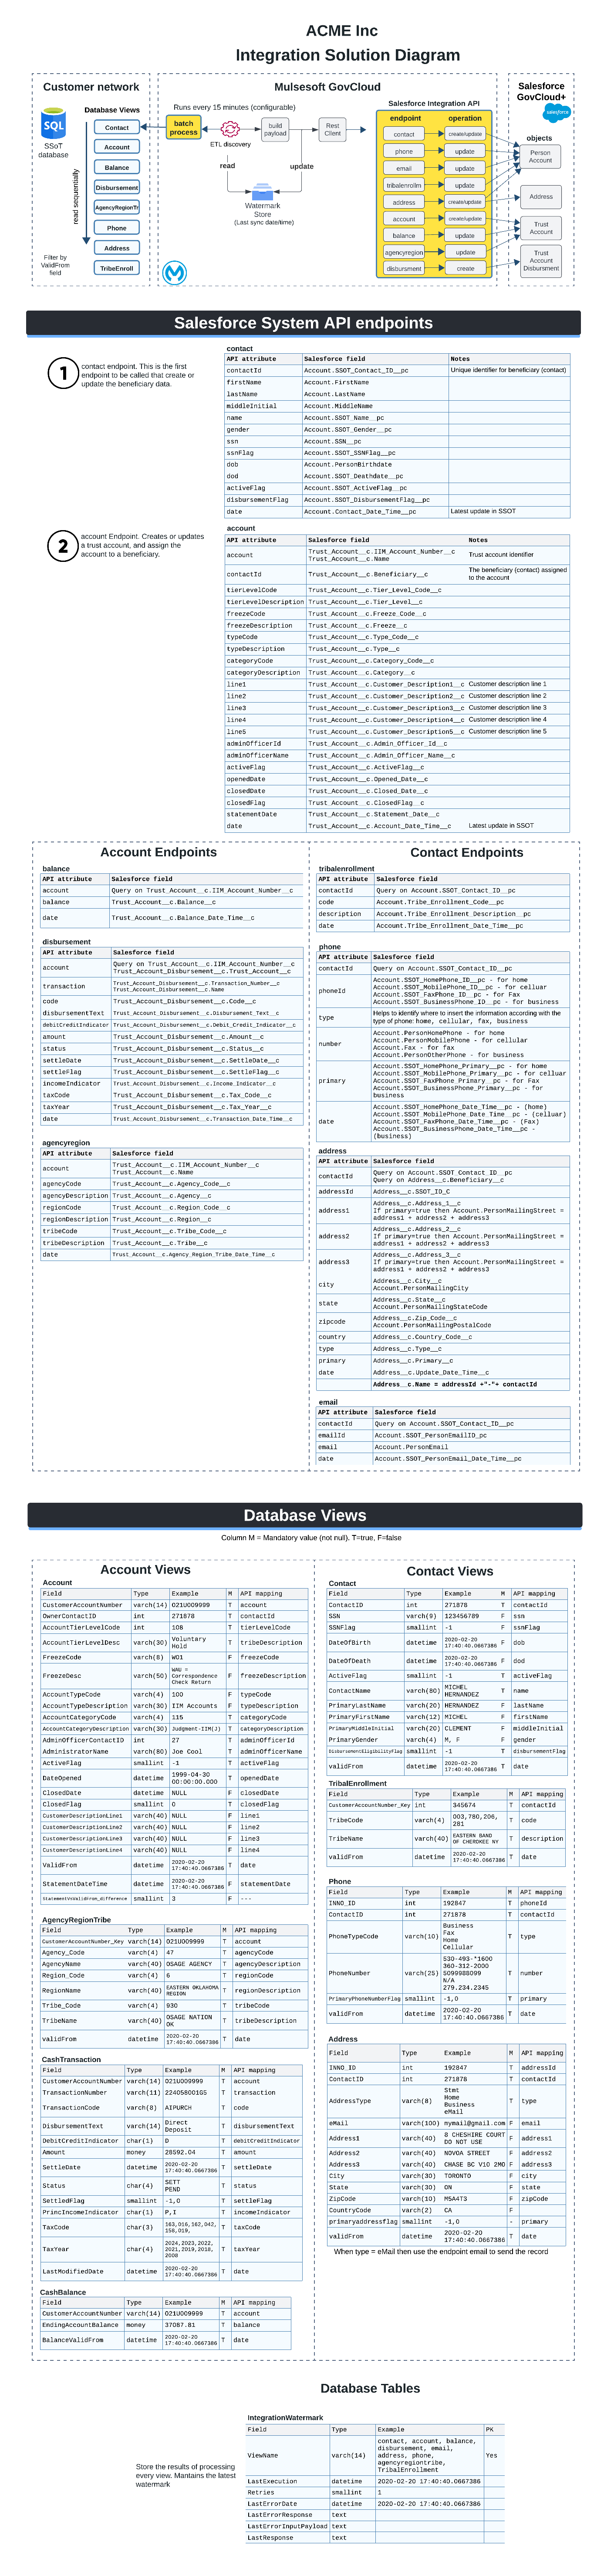 ACME Inc
Integration Solution Diagram
Customer network
Mulsesoft GovCloud
Salesforce
GovCloud+
SSoT
database
Database Views
read sequentially
Contact
Account
Balance
Disbursement
AgencyRegionTr
Phone
Address
TribeEnroll
Filter by
ValidFrom
field
Runs every 15 minutes (configurable)
batch
process
ETL discovery
build
payload
Rest
Client
read
update
Watermark
Store
(Last sync date/time)
Salesforce Integration API
endpoint operation
contact create/update
phone update
email update
tribalenrollm update
address create/update
account create/update
balance update
agencyregion update
disbursment create
objects
Person
Account
Address
Trust
Account
Trust
Account
Disbursment
Salesforce System API endpoints
1
contact endpoint. This is the first
endpoint to be called that create or
update the beneficiary data.
contact
API attribute Salesforce field Notes
contactId Account.SSOT_Contact_ID__pc Unique identifier for beneficiary (contact)
firstName Account.FirstName
lastName Account.LastName
middleInitial Account.MiddleName
name Account.SSOT_Name__pc
gender Account.SSOT_Gender__pc
ssn Account.SSN__pc
ssnFlag Account.SSOT_SSNFlag__pc
dob Account.PersonBirthdate
dod Account.SSOT_Deathdate__pc
activeFlag Account.SSOT_ActiveFlag__pc
disbursementFlag Account.SSOT_DisbursementFlag__pc
date Account.Contact_Date_Time__pc Latest update in SSOT
2
account Endpoint. Creates or updates
a trust account, and assign the
account to a beneficiary.
account
API attribute Salesforce field Notes
account Trust_Account__c.IIM_Account_Number__c
Trust_Account__c.Name Trust account identifier
contactId Trust_Account__c.Beneficiary__c The beneficiary (contact) assigned
to the account
tierLevelCode Trust_Account__c.Tier_Level_Code__c
tierLevelDescription Trust_Account__c.Tier_Level__c
freezeCode Trust_Account__c.Freeze_Code__c
freezeDescription Trust_Account__c.Freeze__c
typeCode Trust_Account__c.Type_Code__c
typeDescription Trust_Account__c.Type__c
categoryCode Trust_Account__c.Category_Code__c
categoryDescription Trust_Account__c.Category__c
line1 Trust_Account__c.Customer_Description1__c Customer description line 1
line2 Trust_Account__c.Customer_Description2__c Customer description line 2
line3 Trust_Account__c.Customer_Description3__c Customer description line 3
line4 Trust_Account__c.Customer_Description4__c Customer description line 4
line5 Trust_Account__c.Customer_Description5__c Customer description line 5
adminOfficerId Trust_Account__c.Admin_Officer_Id__c
adminOfficerName Trust_Account__c.Admin_Officer_Name__c
activeFlag Trust_Account__c.ActiveFlag__c
openedDate Trust_Account__c.Opened_Date__c
closedDate Trust_Account__c.Closed_Date__c
closedFlag Trust_Account__c.ClosedFlag__c
statementDate Trust_Account__c.Statement_Date__c
date Trust_Account__c.Account_Date_Time__c Latest update in SSOT
Account Endpoints
balance
API attribute Salesforce field
account Query on Trust_Account__c.IIM_Account_Number__c
balance Trust_Account__c.Balance__c
date Trust_Account__c.Balance_Date_Time__c
disbursement
API attribute Salesforce field
account Query on Trust_Account__c.IIM_Account_Number__c
Trust_Account_Disbursement__c.Trust_Account__c
transaction Trust_Account_Disbursement__c.Transaction_Number__c
Trust_Account_Disbursement__c.Name
code Trust_Account_Disbursement__c.Code__c
disbursementText Trust_Account_Disbursement__c.Disbursement_Text__c
debitCreditIndicator Trust_Account_Disbursement__c.Debit_Credit_Indicator__c
amount Trust_Account_Disbursement__c.Amount__c
status Trust_Account_Disbursement__c.Status__c
settleDate Trust_Account_Disbursement__c.SettleDate__c
settleFlag Trust_Account_Disbursement__c.SettleFlag__c
incomeIndicator Trust_Account_Disbursement__c.Income_Indicator__c
taxCode Trust_Account_Disbursement__c.Tax_Code__c
taxYear Trust_Account_Disbursement__c.Tax_Year__c
date Trust_Account_Disbursement__c.Transaction_Date_Time__c
agencyregion
API attribute Salesforce field
account Trust_Account__c.IIM_Account_Number__c
Trust_Account__c.Name
agencyCode Trust_Account__c.Agency_Code__c
agencyDescription Trust_Account__c.Agency__c
regionCode Trust_Account__c.Region_Code__c
regionDescription Trust_Account__c.Region__c
tribeCode Trust_Account__c.Tribe_Code__c
tribeDescription Trust_Account__c.Tribe__c
date Trust_Account__c.Agency_Region_Tribe_Date_Time__c
Contact Endpoints
tribalenrollment
API attribute Salesforce field
contactId Query on Account.SSOT_Contact_ID__pc
code Account.Tribe_Enrollment_Code__pc
description Account.Tribe_Enrollment_Description__pc
date Account.Tribe_Enrollment_Date_Time__pc
phone
API attribute Salesforce field
contactId Query on Account.SSOT_Contact_ID__pc
phoneId Account.SSOT_HomePhone_ID__pc - for home
Account.SSOT_MobilePhone_ID__pc - for celluar
Account.SSOT_FaxPhone_ID__pc - for Fax
Account.SSOT_BusinessPhone_ID__pc - for business
type Helps to identify where to insert the information according with the
type of phone: home, cellular, fax, business
number Account.PersonHomePhone - for home
Account.PersonMobilePhone - for cellular
Account.Fax - for fax
Account.PersonOtherPhone - for business
primary Account.SSOT_HomePhone_Primary__pc - for home
Account.SSOT_MobilePhone_Primary__pc - for celluar
Account.SSOT_FaxPhone_Primary__pc - for Fax
Account.SSOT_BusinessPhone_Primary__pc - for
business
date Account.SSOT_HomePhone_Date_Time__pc - (home)
Account.SSOT_MobilePhone_Date_Time__pc - (celluar)
Account.SSOT_FaxPhone_Date_Time__pc - (Fax)
Account.SSOT_BusinessPhone_Date_Time__pc -
(business)
address
API attribute Salesforce field
contactId Query on Account.SSOT_Contact_ID__pc
Query on Address__c.Beneficiary__c
addressId Address__c.SSOT_ID_C
address1 Address__c.Address_1__c
If primary=true then Account.PersonMailingStreet =
address1 + address2 + address3
address2 Address__c.Address_2__c
If primary=true then Account.PersonMailingStreet =
address1 + address2 + address3
address3 Address__c.Address_3__c
If primary=true then Account.PersonMailingStreet =
address1 + address2 + address3
city Address__c.City__c
Account.PersonMailingCity
state Address__c.State__c
Account.PersonMailingStateCode
zipcode Address__c.Zip_Code__c
Account.PersonMailingPostalCode
country Address__c.Country_Code__c
type Address__c.Type__c
primary Address__c.Primary__c
date Address__c.Update_Date_Time__c
Address__c.Name = addressId +"-"+ contactId
email
API attribute Salesforce field
contactId Query on Account.SSOT_Contact_ID__pc
emailId Account.SSOT_PersonEmailID_pc
email Account.PersonEmail
date Account.SSOT_PersonEmail_Date_Time__pc
Database Views
Column M = Mandatory value (not null). T=true, F=false
Account Views
Account
Field Type Example M API mapping
CustomerAccountNumber varch(14) O21U0O9999 T account
OwnerContactID int 271878 T contactId
AccountTierLevelCode int 108 T tierLevelCode
AccountTierLevelDesc varch(30) Voluntary
Hold T tribeDescription
FreezeCode varch(8) WO1 F freezeCode
FreezeDesc varch(50) WAU =
Correspondence
Check Return F freezeDescription
AccountTypeCode varch(4) 100 F typeCode
AccountTypeDescription varch(30) IIM Accounts F typeDescription
AccountCategoryCode varch(4) 115 T categoryCode
AccountCategoryDescription varch(30) Judgment-IIM(J) T categoryDescription
AdminOfficerContactID int 27 T adminOfficerId
AdministratorName varch(80) Joe Cool T adminOfficerName
ActiveFlag smallint -1 T activeFlag
DateOpened datetime 1999-04-30
00:00:00.000 T openedDate
ClosedDate datetime NULL F closedDate
ClosedFlag smallint 0 T closedFlag
CustomerDescriptionLine1 varch(40) NULL F line1
CustomerDescriptionLine2 varch(40) NULL F line2
CustomerDescriptionLine3 varch(40) NULL F line3
CustomerDescriptionLine4 varch(40) NULL F line4
ValidFrom datetime 2020-02-20
17:40:40.0667386 T date
StatementDateTime datetime 2020-02-20
17:40:40.0667386 F statementDate
smallint 3 F ---
AgencyRegionTribe
Field Type Example M API mapping
CustomerAccountNumber_Key varch(14) O21UOO9999 T account
Agency_Code varch(4) 47 T agencyCode
AgencyName varch(40) OSAGE AGENCY T agencyDescription
Region_Code varch(4) 6 T regionCode
RegionName varch(40) EASTERN OKLAHOMA
REGION T regionDescription
Tribe_Code varch(4) 930 T tribeCode
TribeName varch(40) OSAGE NATION
OK T tribeDescription
validFrom datetime 2020-02-20
17:40:40.0667386 T date
CashTransaction
Field Type Example M API mapping
CustomerAccountNumber varch(14) O21UOO9999 T account
TransactionNumber varch(11) T transaction
TransactionCode varch(8) AIPURCH T code
DisbursementText varch(14) Direct
Deposit T disbursementText
DebitCreditIndicator char(1) D T debitCreditIndicator
Amount money 28592.04 T amount
SettleDate datetime 2020-02-20
17:40:40.0667386 T settleDate
Status char(4) SETT
PEND T status
SettledFlag smallint -1,0 T settleFlag
PrincIncomeIndicator char(1) P,I T incomeIndicator
TaxCode char(3) 163,016,162,042,
158,019, T taxCode
TaxYear char(4) 2024,2023,2022,
2021,2019,2018,
2008 T taxYear
LastModifiedDate datetime 2020-02-20
17:40:40.0667386 T date
CashBalance
Field Type Example M API mapping
CustomerAccountNumber varch(14) O21UOO9999 T account
EndingAccountBalance money 37087.81 T balance
BalanceValidFrom datetime 2020-02-20
17:40:40.0667386 T date
Contact Views
Contact
Field Type Example M API mapping
ContactID int 271878 T contactId
SSN varch(9) 123456789 F ssn
SSNFlag smallint -1 F ssnFlag
DateOfBirth datetime 2020-02-20
17:40:40.0667386 F dob
DateOfDeath datetime 2020-02-20
17:40:40.0667386 F dod
ActiveFlag smallint -1 T activeFlag
ContactName varch(80) MICHEL
HERNANDEZ T name
PrimaryLastName varch(20) HERNANDEZ F lastName
PrimaryFirstName varch(12) MICHEL F firstName
PrimaryMiddleInitial varch(20) CLEMENT F middleInitial
PrimaryGender varch(4) M, F F gender
DisbursementEligibilityFlag smallint -1 T disbursementFlag
validFrom datetime 2020-02-20
17:40:40.0667386 T date
TribalEnrollment
Field Type Example M API mapping
CustomerAccountNumber_Key int 345674 T contactId
TribeCode varch(4) 003,780,206,
281 T code
TribeName varch(40) EASTERN BAND
OF CHEROKEE NY T description
validFrom datetime 2020-02-20
17:40:40.0667386 T date
Phone
Field Type Example M API mapping
INNO_ID int 192847 T phoneId
ContactID int 271878 T contactId
PhoneTypeCode varch(10) Business
Fax
Home
Cellular T type
PhoneNumber varch(25) 530-493-*1600
360-312-2000
5099988099
N/A
279.234.2345 T number
PrimaryPhoneNumberFlag smallint -1,0 T primary
validFrom datetime 2020-02-20
17:40:40.0667386 T date
Address
Field Type Example M API mapping
INNO_ID int 192847 T addressId
ContactID int 271878 T contactId
AddressType varch(8) Stmt
Home
Business
eMail T type
eMail varch(100) nymail@gmail.com F email
Address1 varch(40) 8 CHESHIRE COURT
DO NOT USE F address1
Address2 varch(40) NOVOA STREET F address2
Address3 varch(40) CHASE BC V10 2MO F address3
City varch(30) TORONTO F city
State varch(30) ON F state
ZipCode varch(10) M5A4T3 F zipCode
CountryCode varch(2) CA F
primaryaddressflag smallint -1,0 - primary
validFrom datetime 2020-02-20
17:40:40.0667386 T date
When type = eMail then use the endpoint email to send the record
Database Tables
Store the results of processing
every view. Mantains the latest
watermark
IntegrationWatermark
Field Type Example PK
ViewName varch(14) contact, account, balance,
disbursement, email,
address, phone,
agencyregiontribe,
TribalEnrollment Yes
LastExecution datetime 2020-02-20 17:40:40.0667386
Retries smallint 1
LastErrorDate datetime 2020-02-20 17:40:40.0667386
LastErrorResponse text
LastErrorInputPayload text
LastResponse text